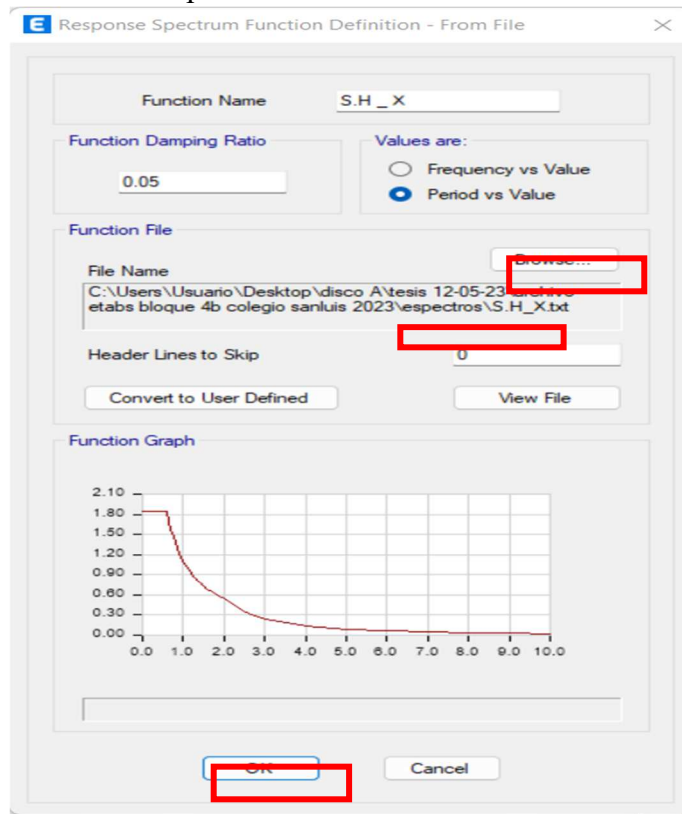 E Response Spectrum Function Definition - From File
Function Name S.H _ X
Function Damping Ratio
Values are:
0.05
Frequency vs Value
Period vs Value
Function File
Browse...
File Name
C:\Users\Usuario\Desktop\disco A\tesis 12-05-23\archivo
etabs bloque 4b colegio sanluis 2023\espectros\S.H_X.txt
Header Lines to Skip 0
Convert to User Defined View File
Function Graph
2.10
1.80
1.50
1.20
0.90
0.60
0.30
0.00
0.0 1.0 2.0 3.0 4.0 5.0 6.0 7.0 8.0 9.0 10.0
OK Cancel